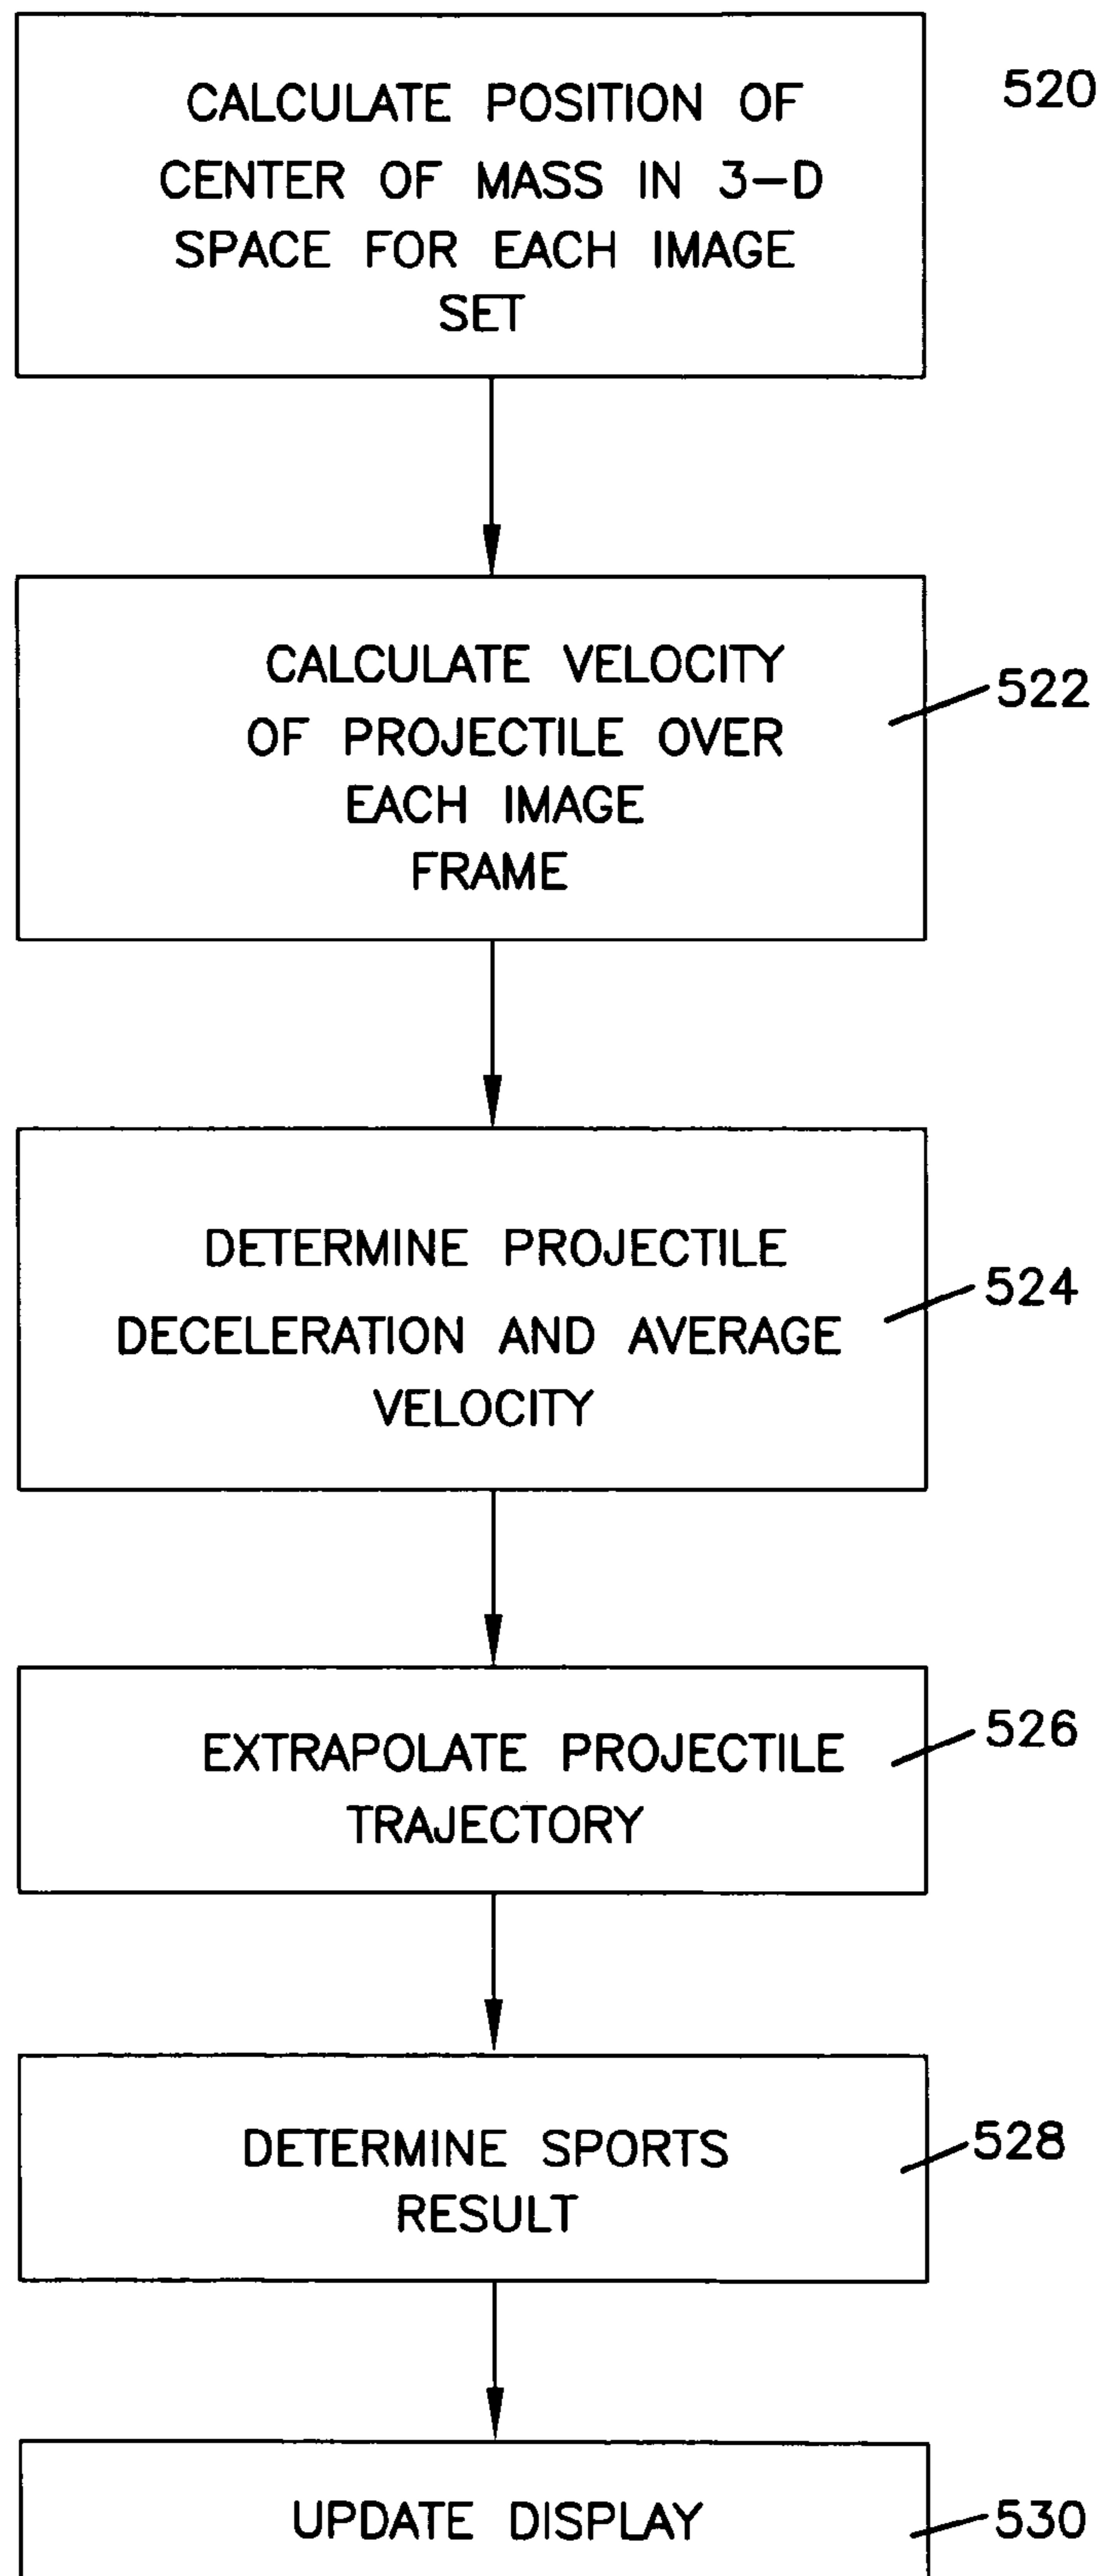 CALCULATE POSITION OF
CENTER OF MASS IN 3-D
SPACE FOR EACH IMAGE
SET
520
CALCULATE VELOCITY
OF PROJECTILE OVER
EACH IMAGE
FRAME
522
DETERMINE PROJECTILE
DECELERATION AND AVERAGE
VELOCITY
524
EXTRAPOLATE PROJECTILE
TRAJECTORY
526
DETERMINE SPORTS
RESULT
528
UPDATE DISPLAY
530